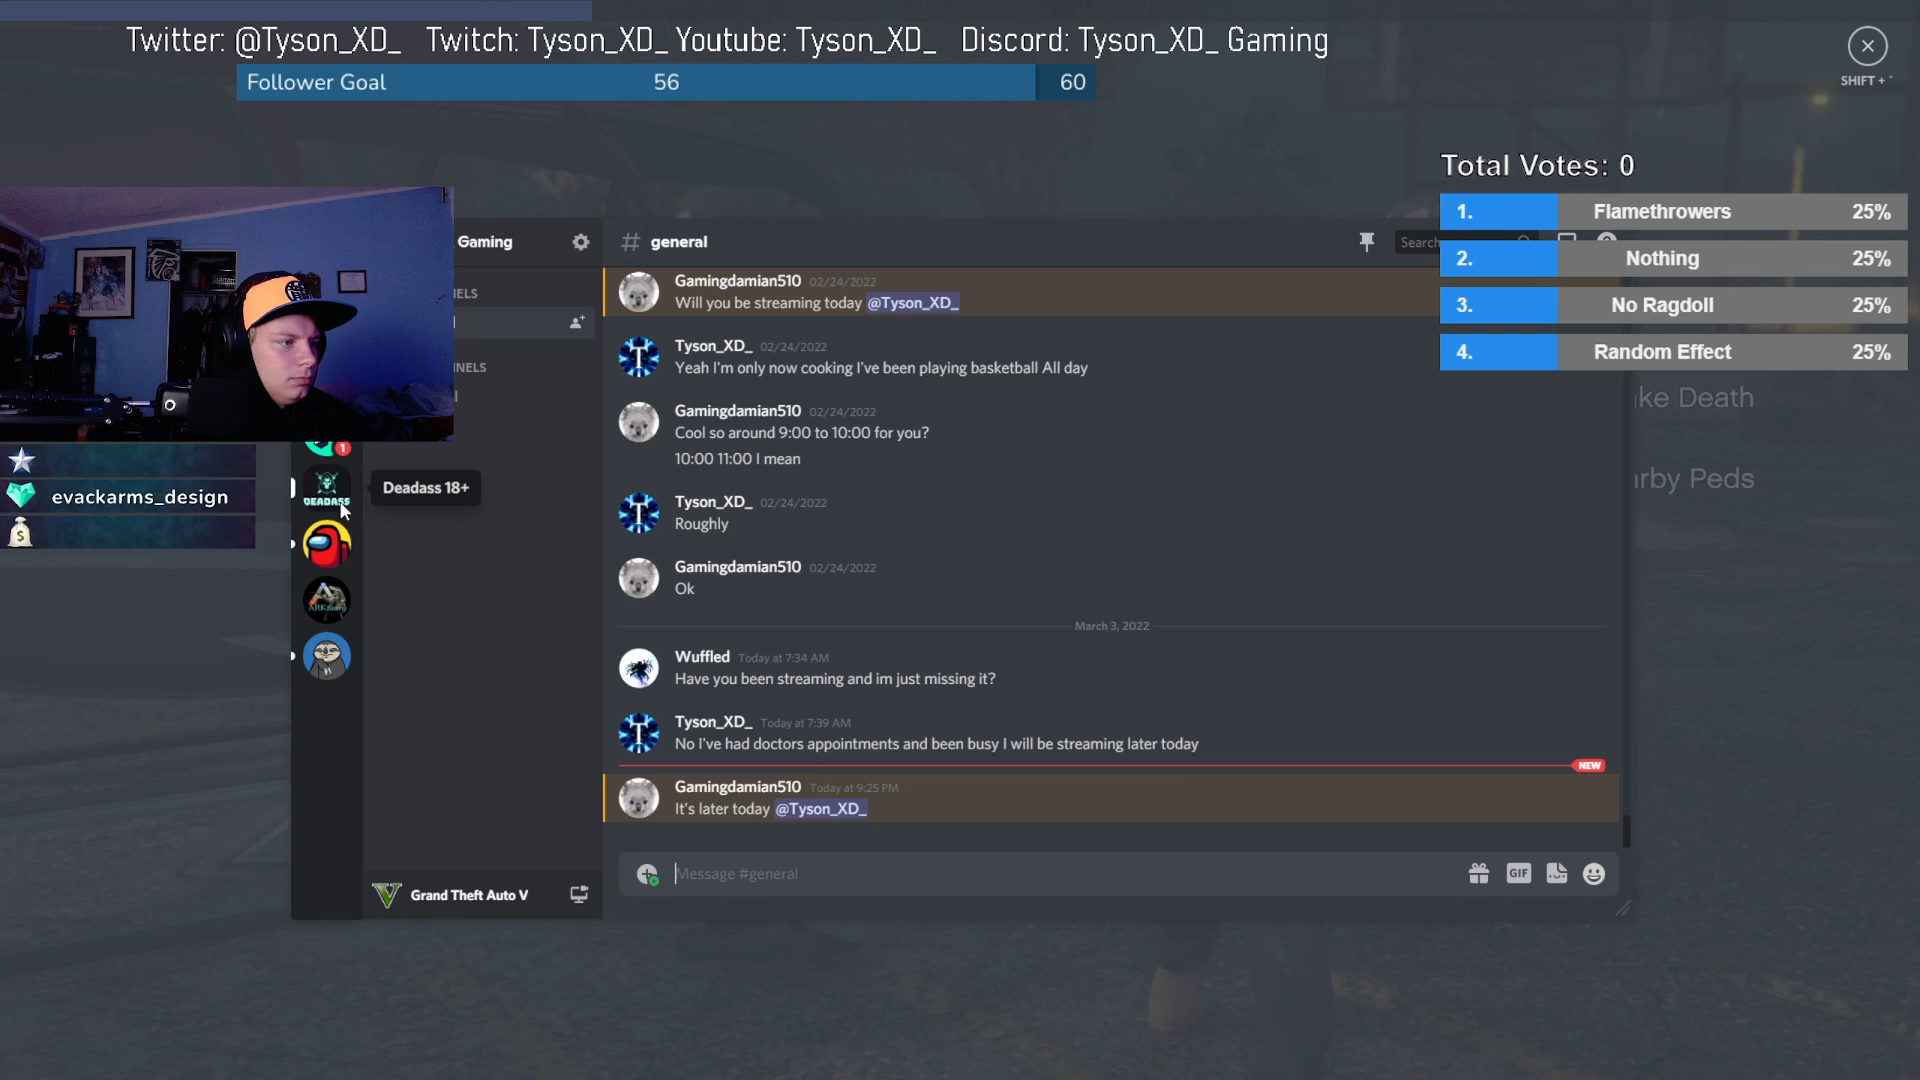 Twitter: @Tyson_XD_ Twitch: Tyson_XD_ Youtube: Tyson_XD_ Discord: Tyson_XD_ Gaming
SHIFT + `
Follower Goal 56 60
Total Votes: 0
1. Flamethrowers 25%
2. Nothing 25%
3. No Ragdoll 25%
4. Random Effect 25%
ke Death
rby Peds
Gaming
NELS
NELS
# general
Search
Gamingdamian510 02/24/2022
Will you be streaming today @Tyson_XD_
Tyson_XD_ 02/24/2022
Yeah I'm only now cooking I've been playing basketball All day
Gamingdamian510 02/24/2022
Cool so around 9:00 to 10:00 for you?
10:00 11:00 I mean
Tyson_XD_ 02/24/2022
Roughly
Gamingdamian510 02/24/2022
Ok
March 3, 2022
Wuffled Today at 7:34 AM
Have you been streaming and im just missing it?
Tyson_XD_ Today at 7:39 AM
No I've had doctors appointments and been busy I will be streaming later today
NEW
Gamingdamian510 Today at 9:25 PM
It's later today @Tyson_XD_
Message #general
GIF
evackarms_design
1
DEADASS
Deadass 18+
ARK
Grand Theft Auto V